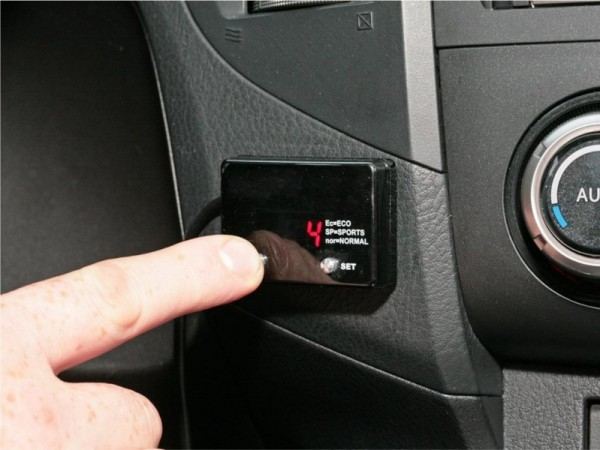 4
Ec=ECO
SP=SPORTS
nor=NORMAL
SET
AU